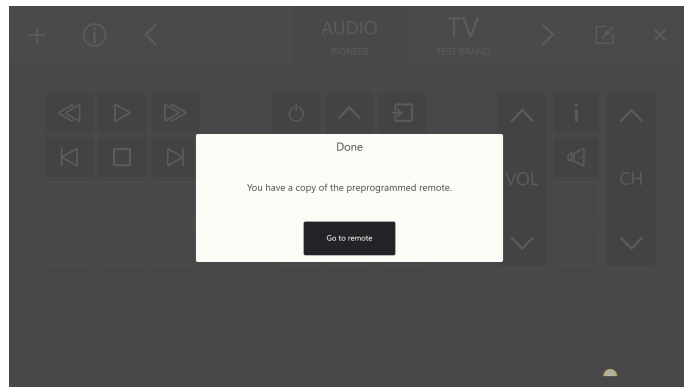 AUDIO
PIONEER
TV
TEST BRAND
Done
You have a copy of the preprogrammed remote.
Go to remote
VOL
CH